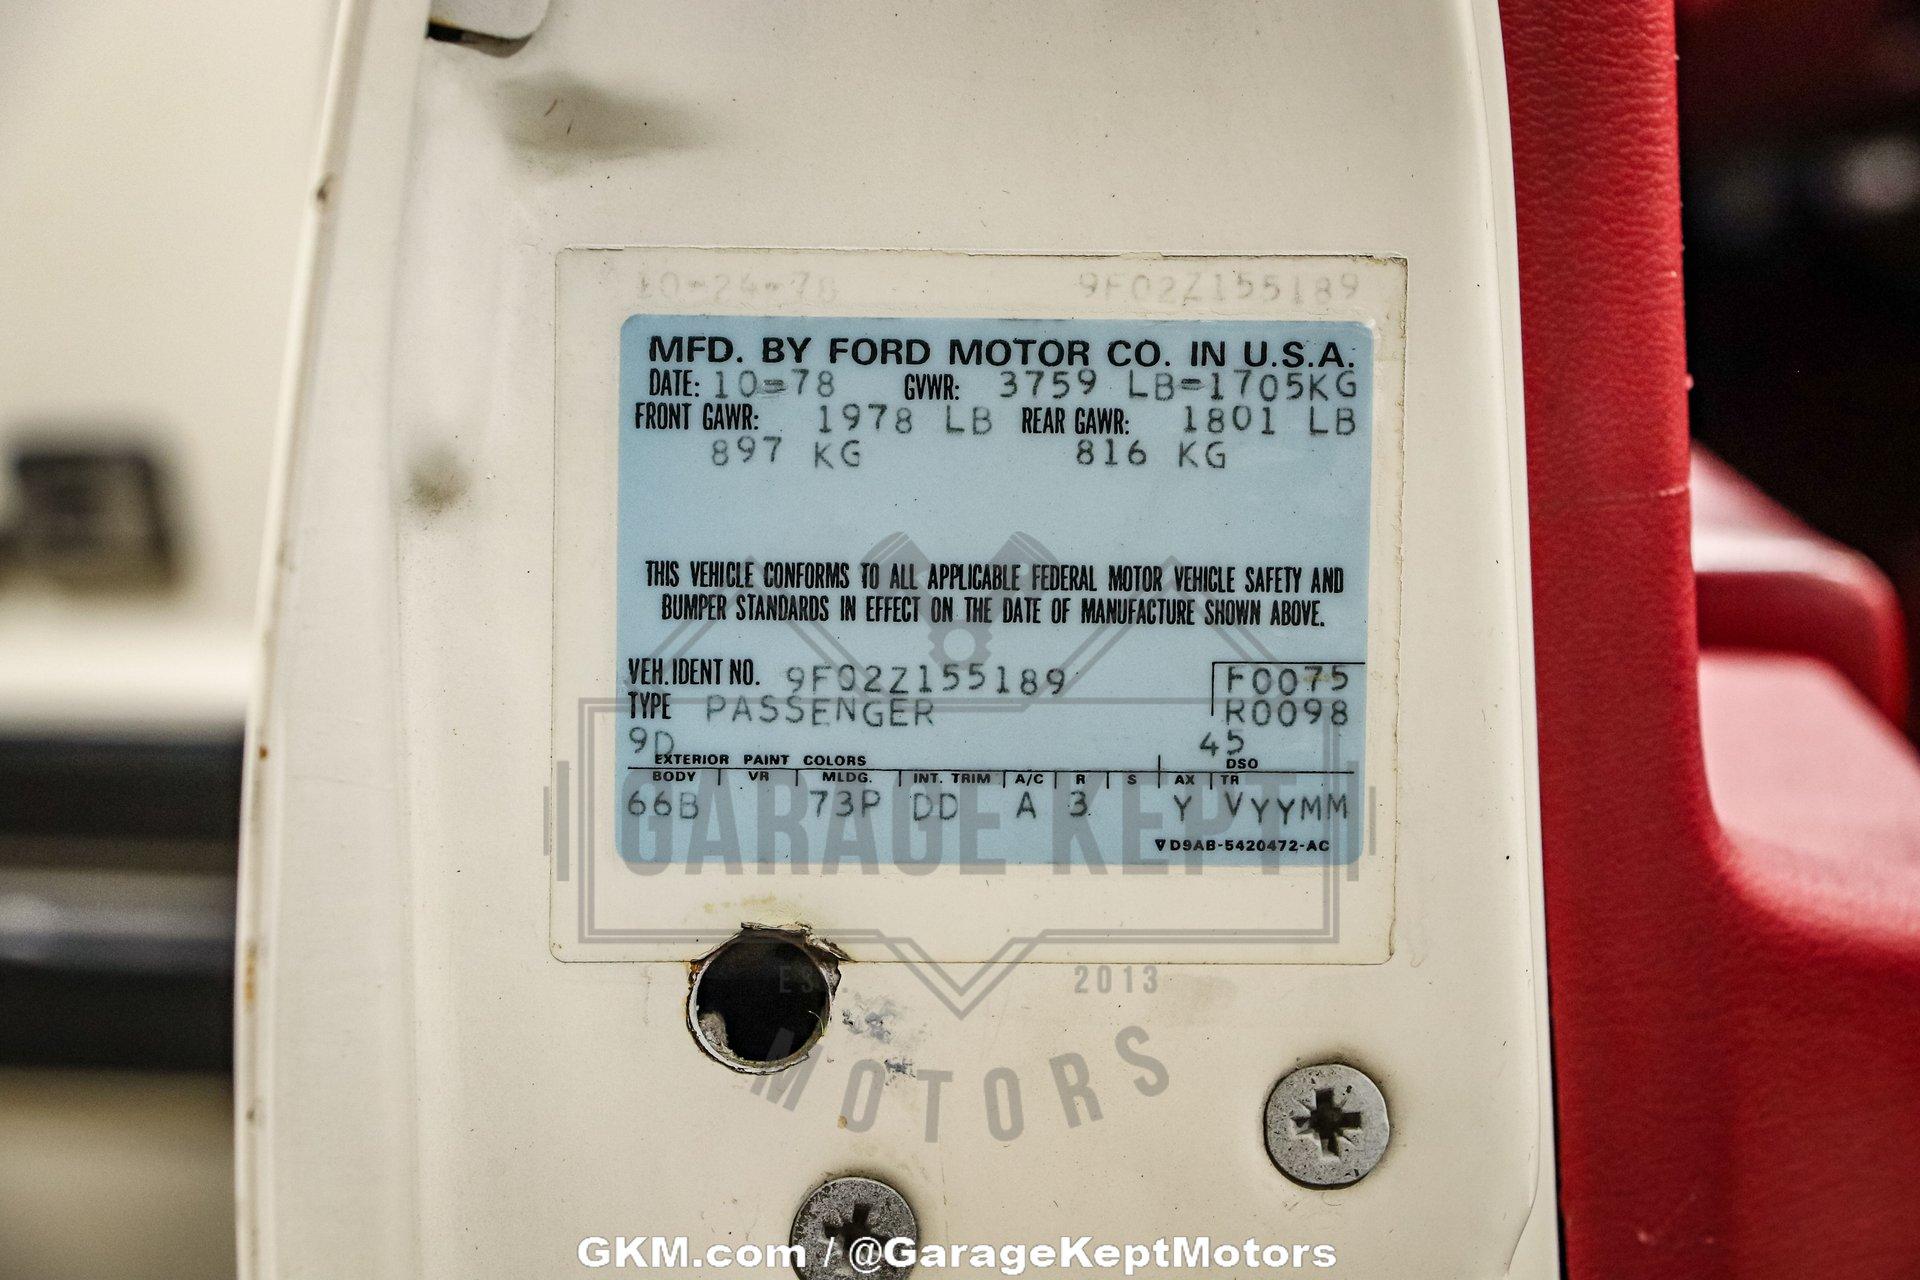 10-24-78 9F02Z155189
MFD. BY FORD MOTOR CO. IN U.S.A.
DATE: 10=78 GVWR: 3759 LB=1705KG
FRONT GAWR: 1978 LB REAR GAWR: 1801 LB
897 KG 816 KG
THIS VEHICLE CONFORMS TO ALL APPLICABLE FEDERAL MOTOR VEHICLE SAFETY AND
BUMPER STANDARDS IN EFFECT ON THE DATE OF MANUFACTURE SHOWN ABOVE.
VEH. IDENT NO. 9F02Z155189 F0075
TYPE PASSENGER R0098
9D 45
EXTERIOR PAINT COLORS DSO
BODY VR MLDG. INT. TRIM A/C R S AX TR
66B 73P DD A 3 Y VYYMM
D9AB-5420472-AC
GARAGE KEPT
EST. 2013
MOTORS
GKM.com / @GarageKeptMotors